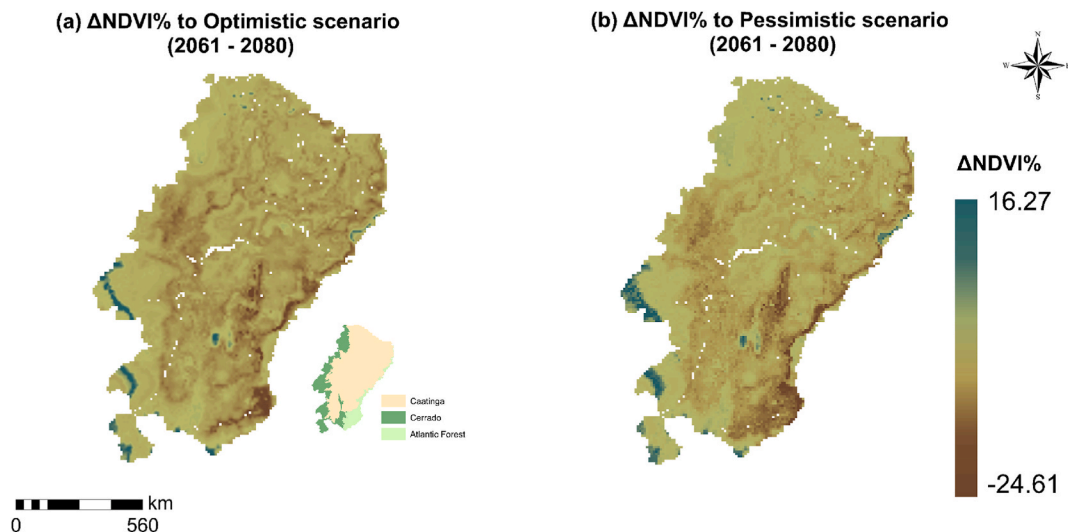 (a) ΔNDVI% to Optimistic scenario
(2061 - 2080)
(b) ΔNDVI% to Pessimistic scenario
(2061 - 2080)
N
W
E
S
ΔNDVI%
16.27
-24.61
Caatinga
Cerrado
Atlantic Forest
km
0
560